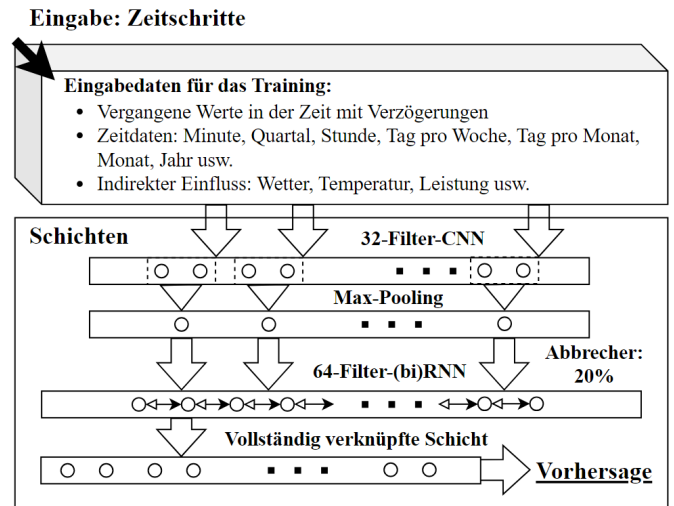 Eingabe: Zeitschritte
Eingabedaten für das Training:
• Vergangene Werte in der Zeit mit Verzögerungen
• Zeitdaten: Minute, Quartal, Stunde, Tag pro Woche, Tag pro Monat,
Monat, Jahr usw.
• Indirekter Einfluss: Wetter, Temperatur, Leistung usw.
Schichten
32-Filter-CNN
Max-Pooling
64-Filter-(bi)RNN
Abbrecher:
20%
Vollständig verknüpfte Schicht
Vorhersage